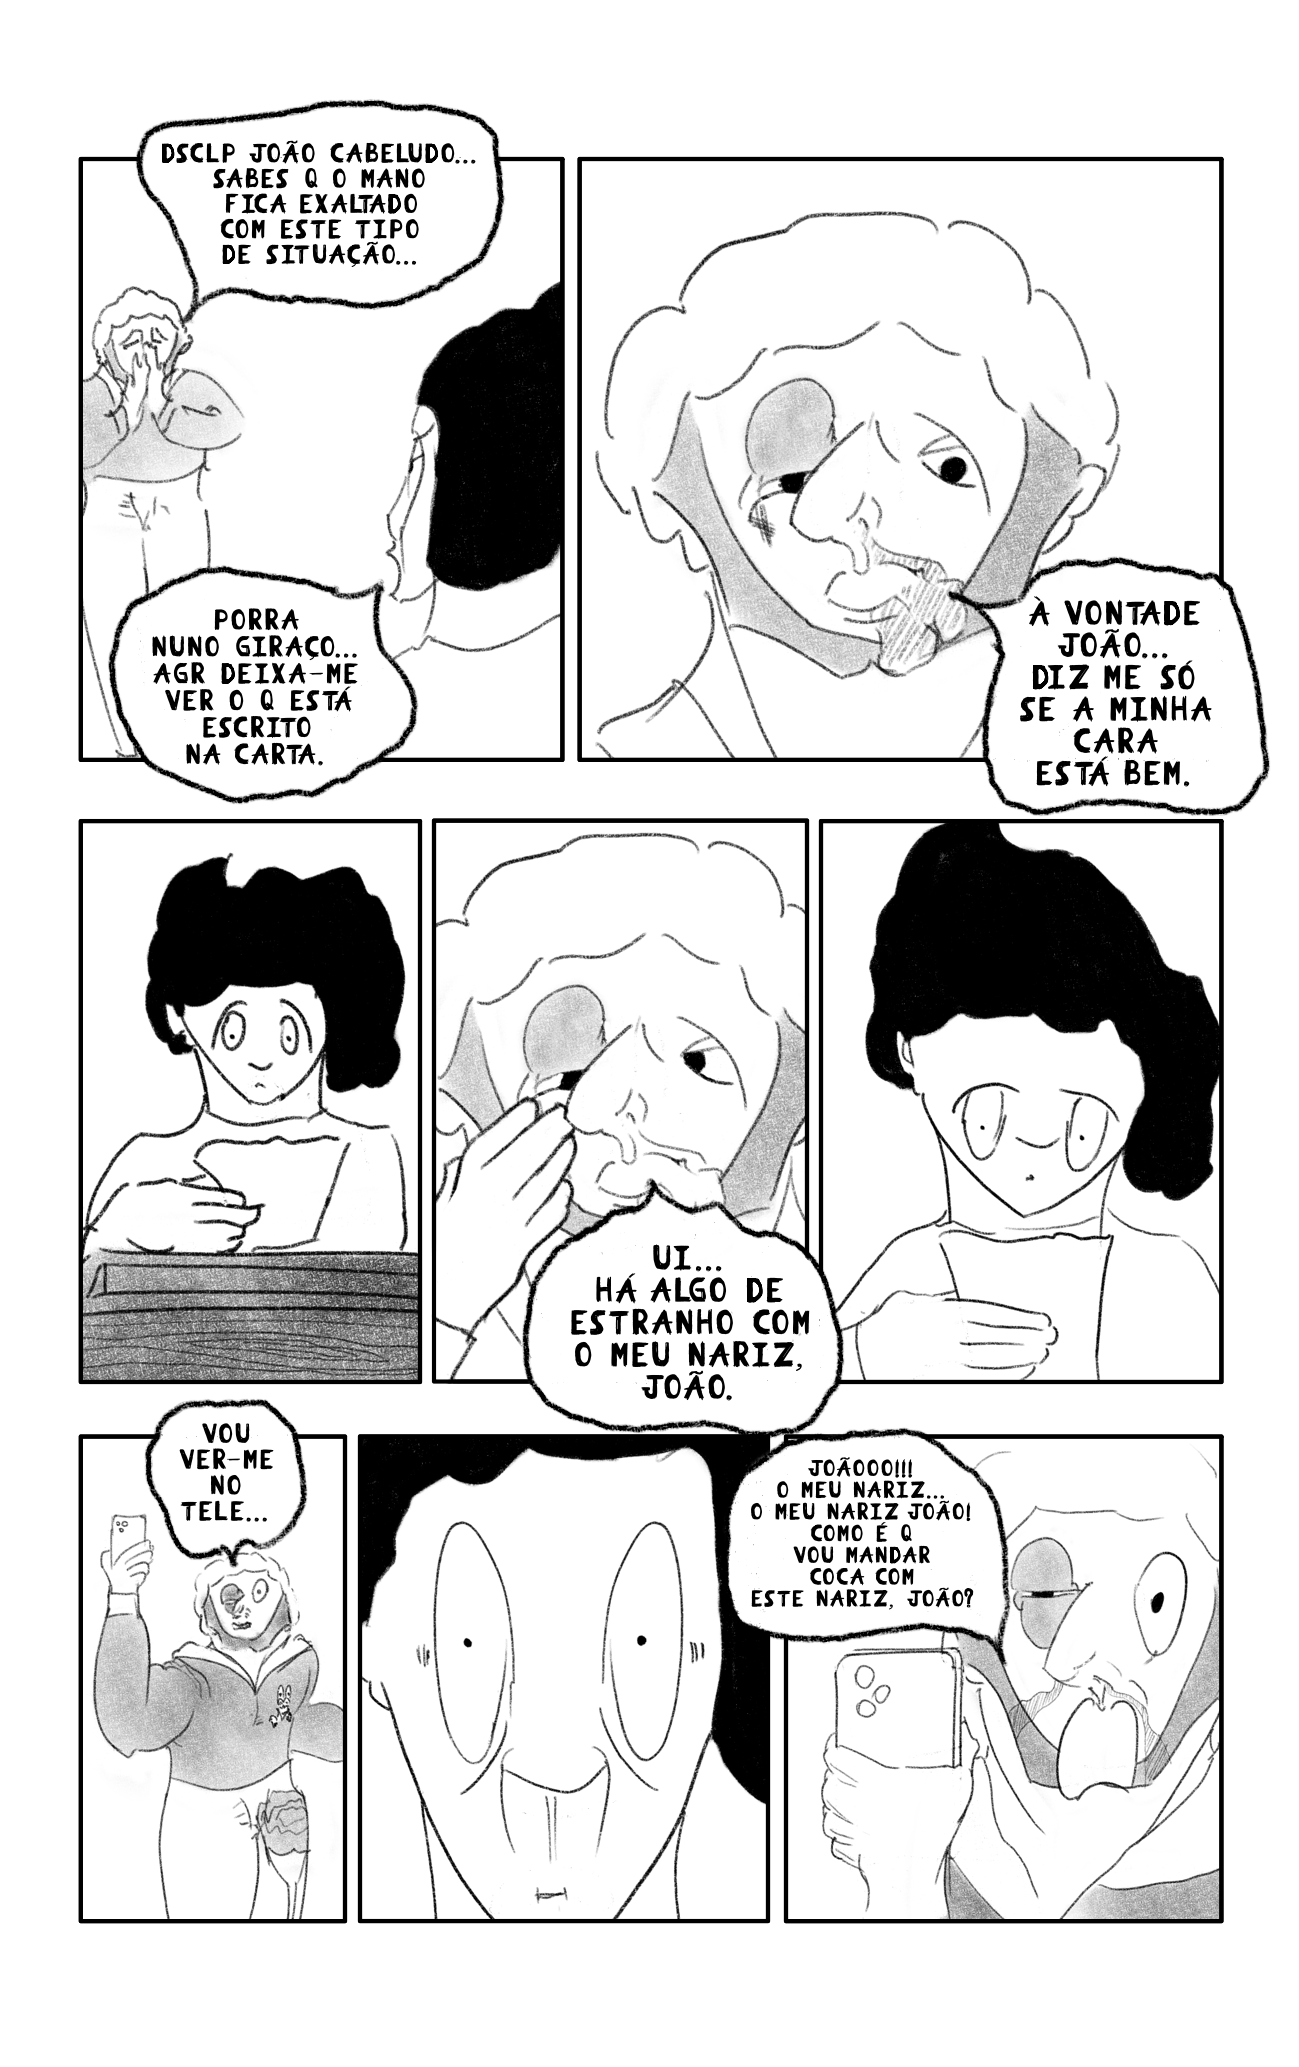 DSCLP JOÃO CABELUDO...
SABES Q O MANO
FICA EXALTADO
COM ESTE TIPO
DE SITUAÇÃO...
PORRA
NUNO GIRAÇO...
AGR DEIXA-ME
VER O Q ESTÁ
ESCRITO
NA CARTA.
À VONTADE
JOÃO...
DIZ ME SÓ
SE A MINHA
CARA
ESTÁ BEM.
UI...
HÁ ALGO DE
ESTRANHO COM
O MEU NARIZ,
JOÃO.
VOU
VER-ME
NO
TELE...
JOÃOOO!!!
O MEU NARIZ...
O MEU NARIZ JOÃO!
COMO É Q
VOU MANDAR
COCA COM
ESTE NARIZ, JOÃO?